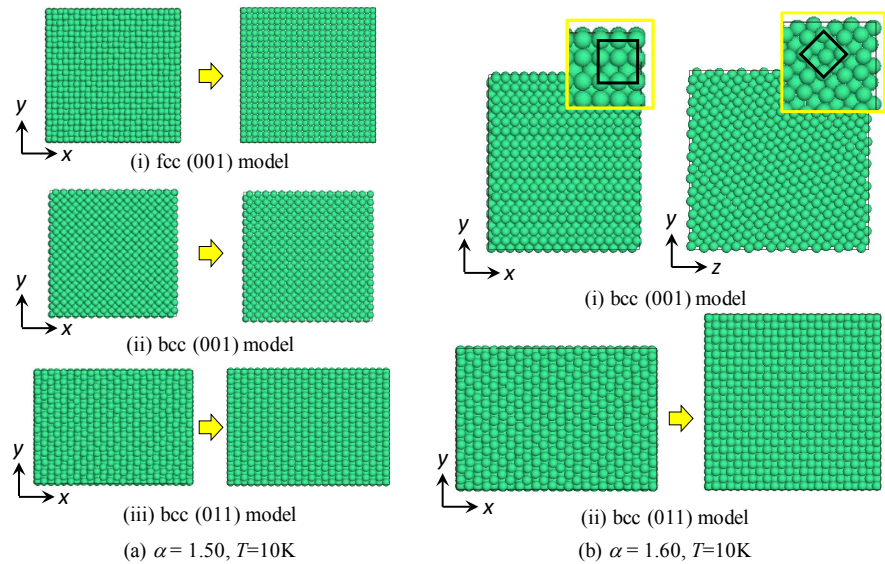 y
x
(i) fcc (001) model
y
x
(ii) bcc (001) model
y
x
(iii) bcc (011) model
(a) α = 1.50, T=10K
y
x
y
z
(i) bcc (001) model
y
x
(ii) bcc (011) model
(b) α = 1.60, T=10K